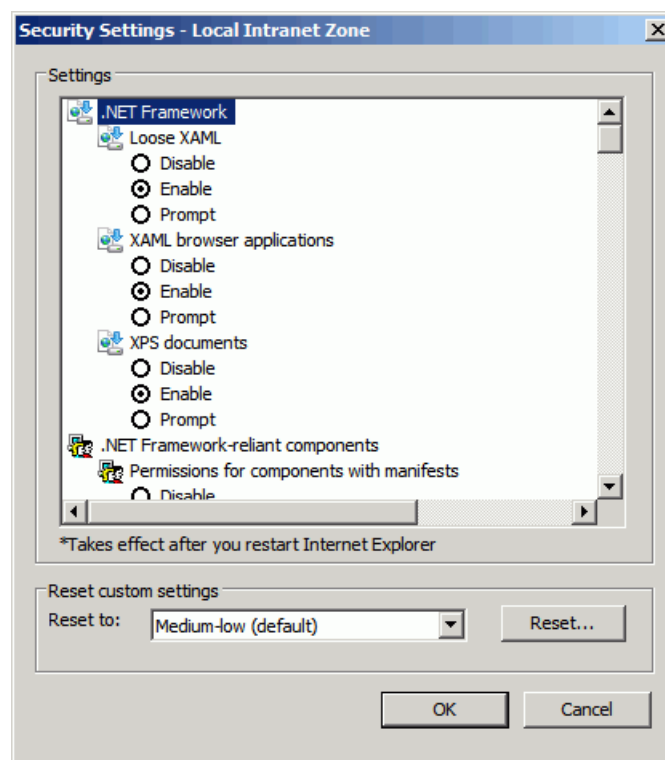 Security Settings - Local Intranet Zone
Settings
.NET Framework
Loose XAML
Disable
Enable
Prompt
XAML browser applications
Disable
Enable
Prompt
XPS documents
Disable
Enable
Prompt
.NET Framework-reliant components
Permissions for components with manifests
Disable
*Takes effect after you restart Internet Explorer
Reset custom settings
Reset to: Medium-low (default) Reset...
OK Cancel